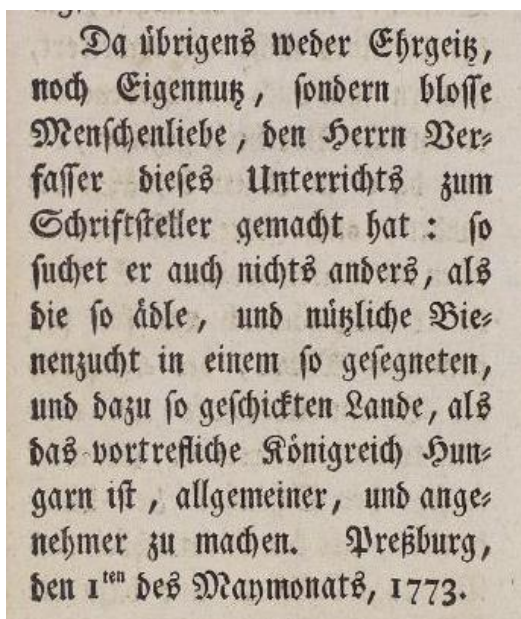 Da übrigens weder Ehrgeitz,
noch Eigennutz, sondern blosse
Menschenliebe, den Herrn Ver-
fasser dieses Unterrichts zum
Schriftsteller gemacht hat: so
suchet er auch nichts anders, als
die so ädle, und nützliche Bie-
nenzucht in einem so gesegneten,
und dazu so geschickten Lande, als
das vortrefliche Königreich Hun-
garn ist, allgemeiner, und ange-
nehmer zu machen. Preßburg,
den 1ten des Maymonats, 1773.